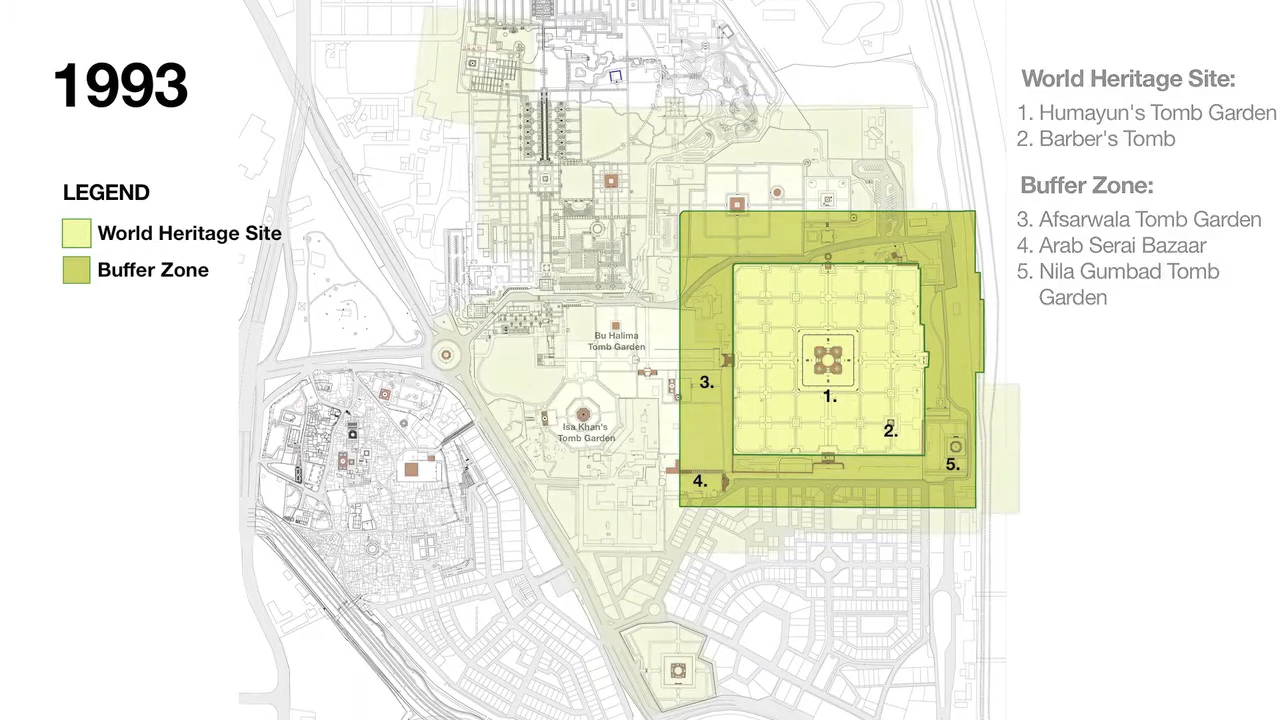 1993
LEGEND
World Heritage Site
Buffer Zone
World Heritage Site:
1. Humayun's Tomb Garden
2. Barber's Tomb
Buffer Zone:
3. Afsarwala Tomb Garden
4. Arab Serai Bazaar
5. Nila Gumbad Tomb
Garden
Bu Halima
Tomb Garden
Isa Khan's
Tomb Garden
3.
1.
2.
4.
5.